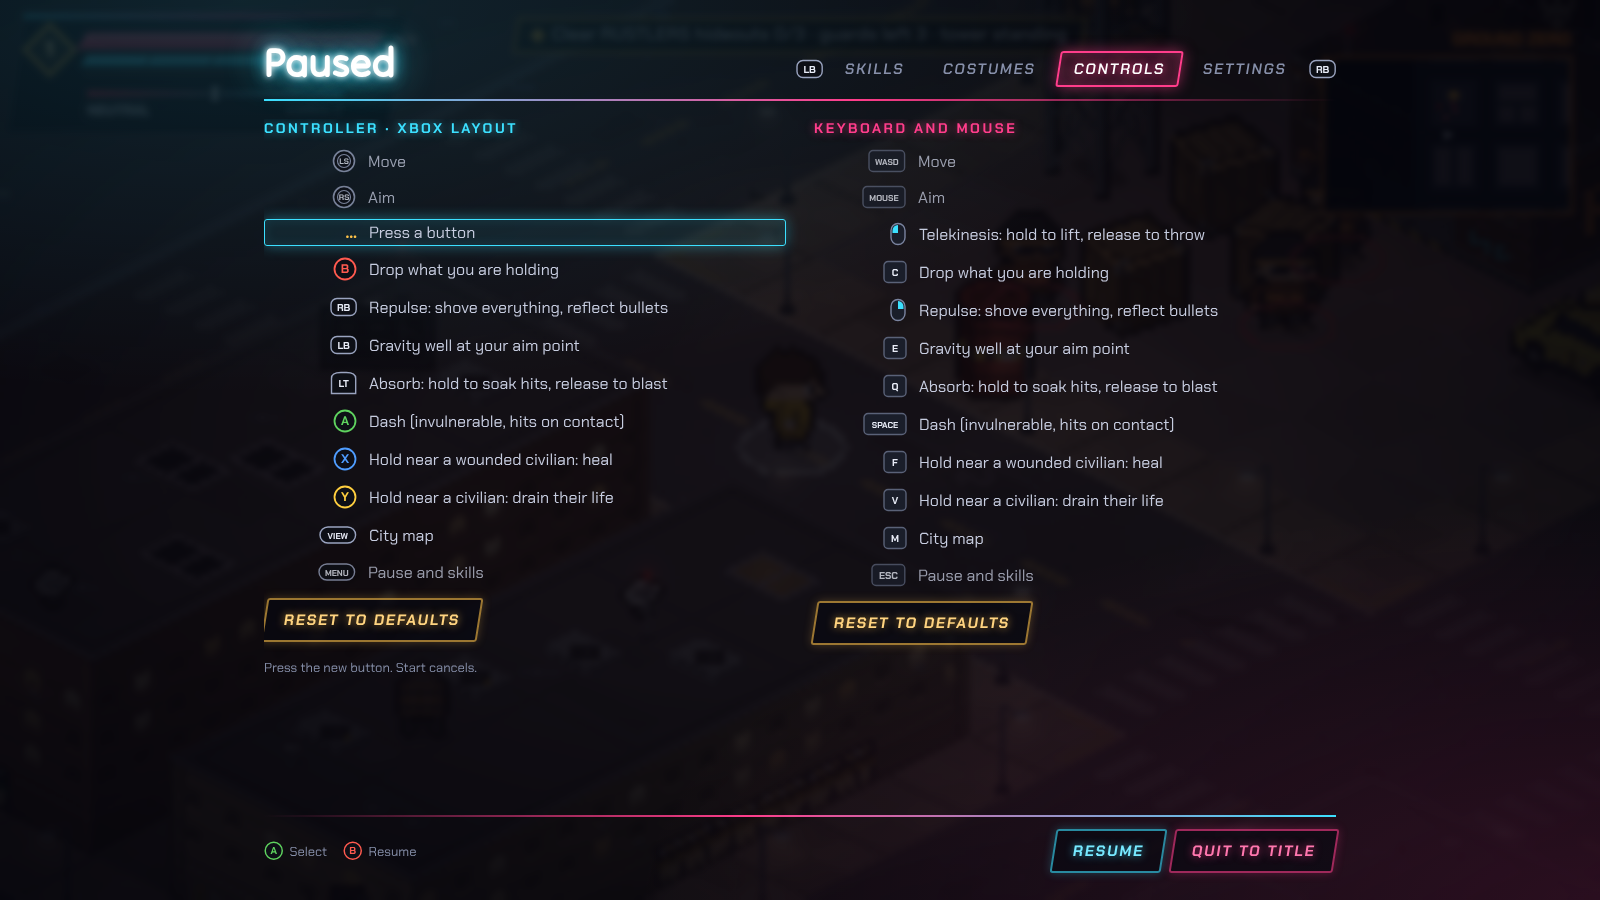 Paused
LB SKILLS COSTUMES CONTROLS SETTINGS RB
CONTROLLER · XBOX LAYOUT
LS Move
RS Aim
... Press a button
B Drop what you are holding
RB Repulse: shove everything, reflect bullets
LB Gravity well at your aim point
LT Absorb: hold to soak hits, release to blast
A Dash (invulnerable, hits on contact)
X Hold near a wounded civilian: heal
Y Hold near a civilian: drain their life
VIEW City map
MENU Pause and skills
RESET TO DEFAULTS
Press the new button. Start cancels.
KEYBOARD AND MOUSE
WASD Move
MOUSE Aim
Telekinesis: hold to lift, release to throw
C Drop what you are holding
Repulse: shove everything, reflect bullets
E Gravity well at your aim point
Q Absorb: hold to soak hits, release to blast
SPACE Dash (invulnerable, hits on contact)
F Hold near a wounded civilian: heal
V Hold near a civilian: drain their life
M City map
ESC Pause and skills
RESET TO DEFAULTS
A Select B Resume
RESUME QUIT TO TITLE